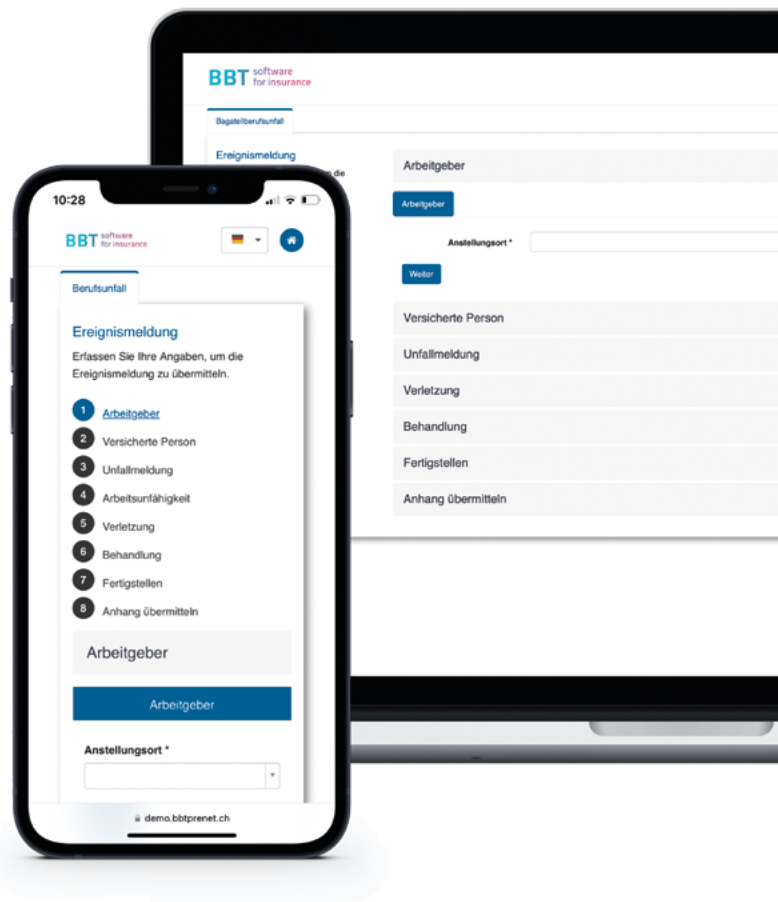 BBT software
for insurance
Bagatellberufsunfall
Ereignismeldung
die
Arbeitgeber
Arbeitgeber
Anstellungsort *
Weiter
Versicherte Person
Unfallmeldung
Verletzung
Behandlung
Fertigstellen
Anhang übermitteln
10:28
BBT software
for insurance
Berufsunfall
Ereignismeldung
Erfassen Sie Ihre Angaben, um die
Ereignismeldung zu übermitteln.
1 Arbeitgeber
2 Versicherte Person
3 Unfallmeldung
4 Arbeitsunfähigkeit
5 Verletzung
6 Behandlung
7 Fertigstellen
8 Anhang übermitteln
Arbeitgeber
Arbeitgeber
Anstellungsort *
demo.bbtprenet.ch